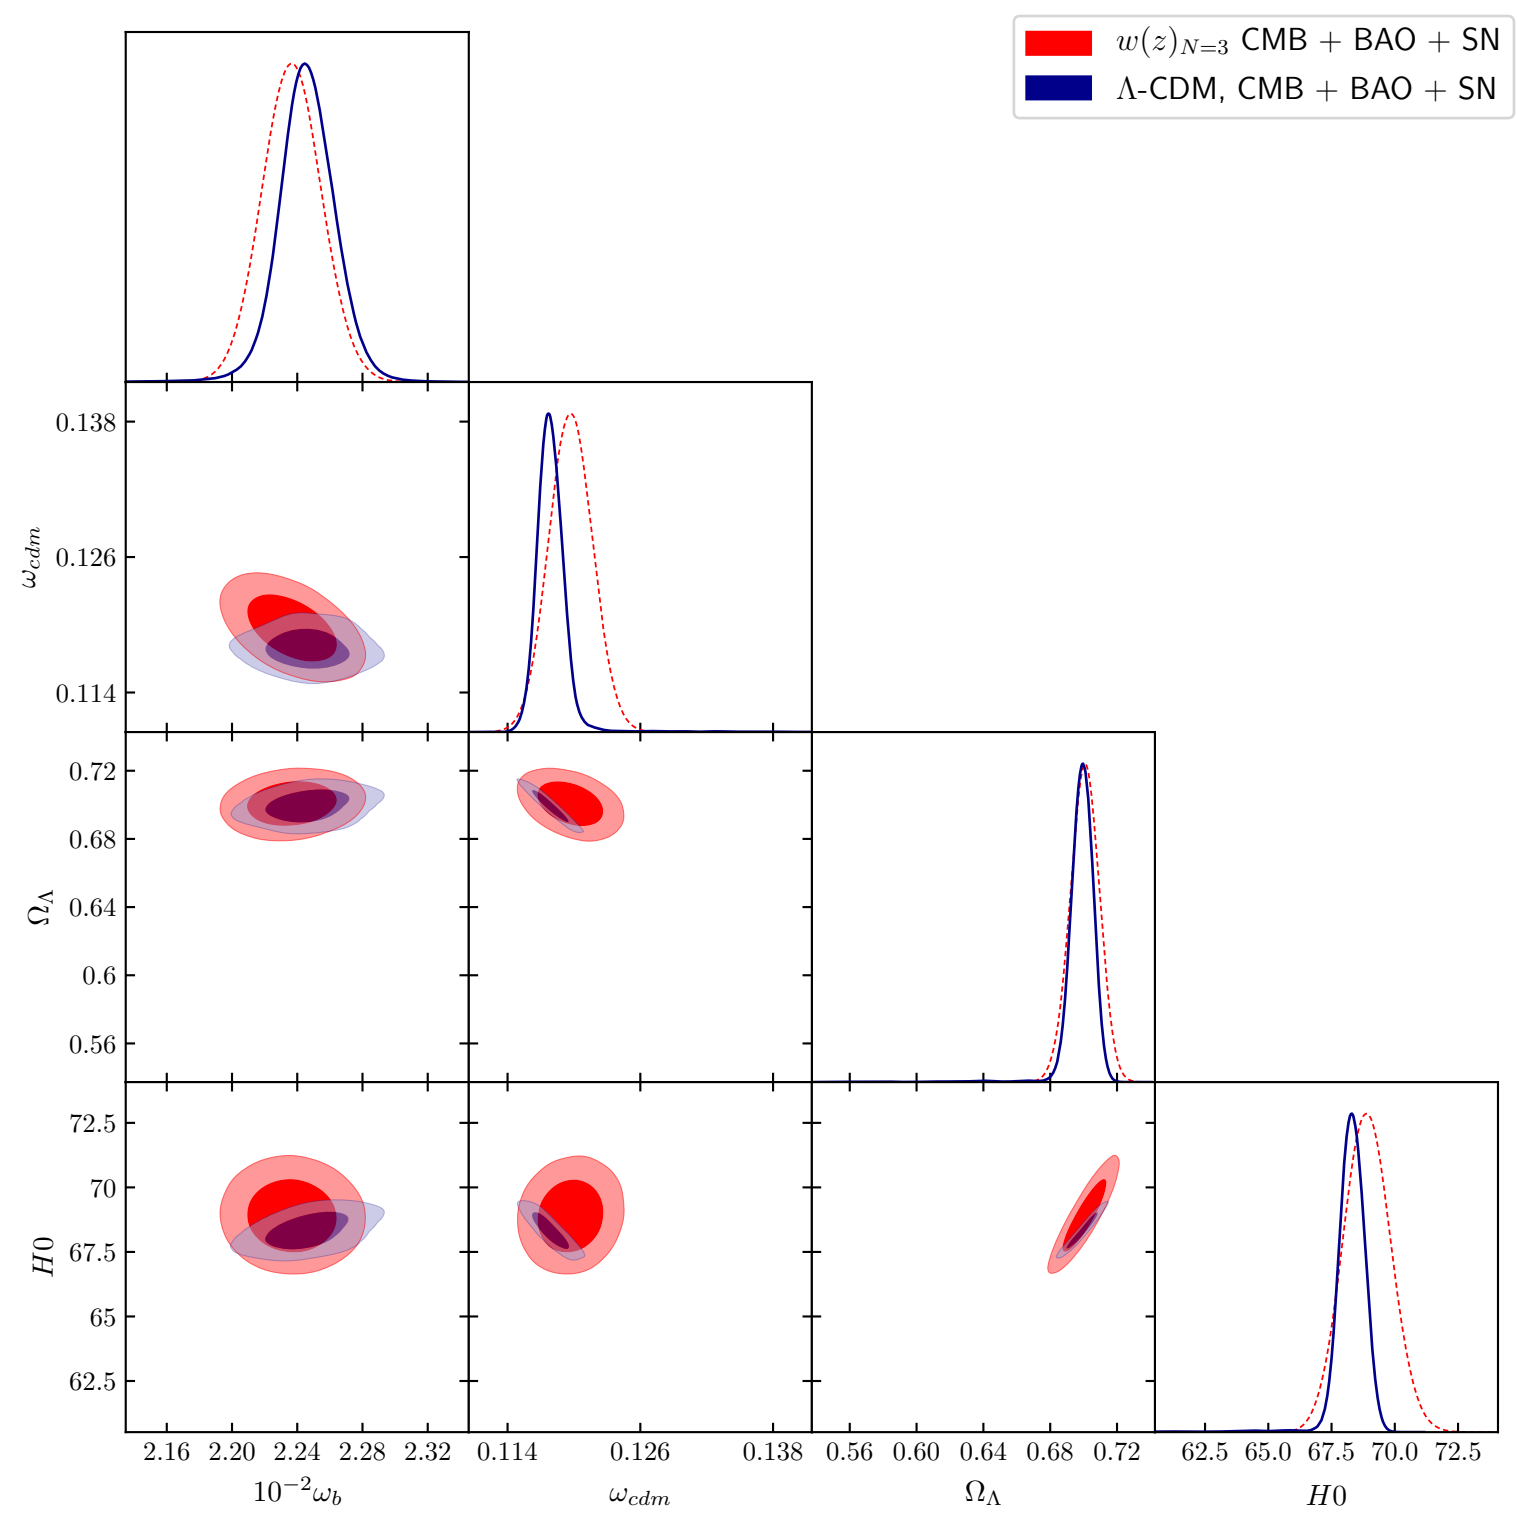 w(z)_{N=3} CMB + BAO + SN
Λ-CDM, CMB + BAO + SN
0.138
0.126
0.114
ω_{cdm}
0.72
0.68
0.64
0.6
0.56
Ω_Λ
72.5
70
67.5
65
62.5
H0
2.16 2.20 2.24 2.28 2.32
0.114 0.126 0.138
0.56 0.60 0.64 0.68 0.72
62.5 65.0 67.5 70.0 72.5
10^{-2}ω_b
ω_{cdm}
Ω_Λ
H0